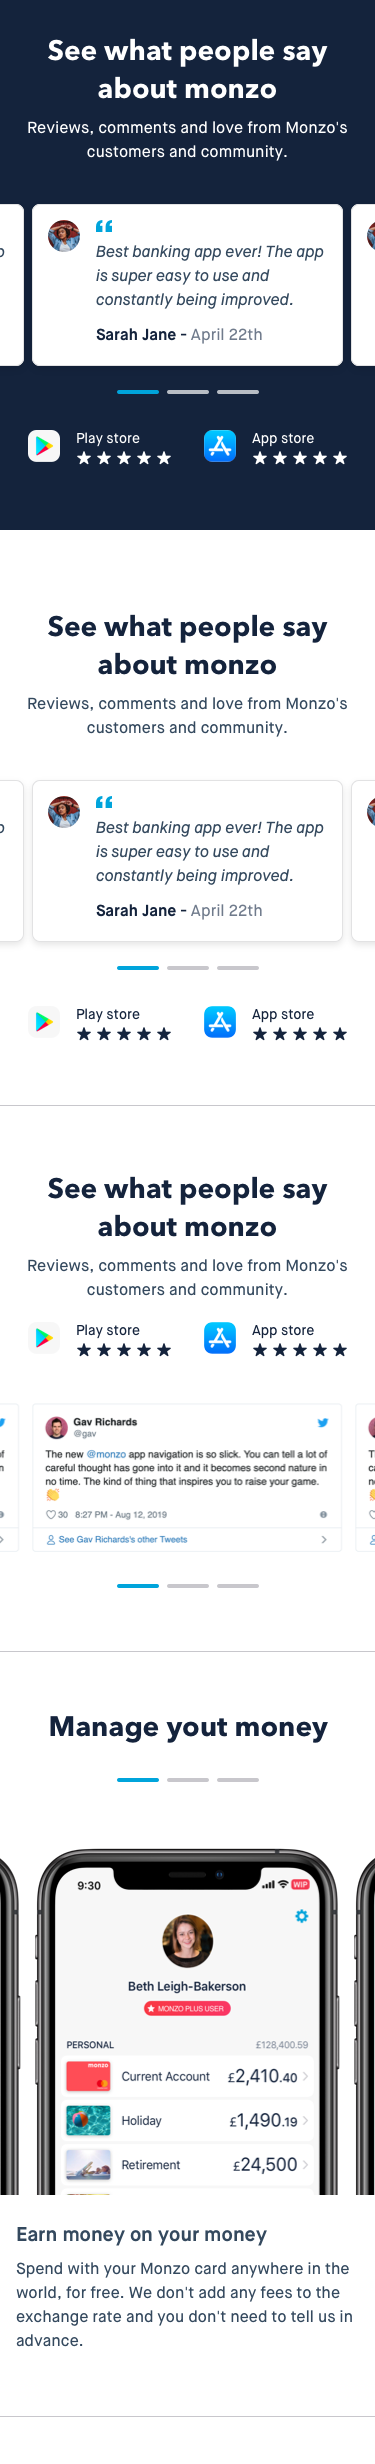 See what people say
about monzo
Reviews, comments and love from Monzo's
customers and community.
Best banking app ever! The app
is super easy to use and
constantly being improved.
Sarah Jane - April 22th
Play store
App store
See what people say
about monzo
Reviews, comments and love from Monzo's
customers and community.
Best banking app ever! The app
is super easy to use and
constantly being improved.
Sarah Jane - April 22th
Play store
App store
See what people say
about monzo
Reviews, comments and love from Monzo's
customers and community.
Play store
App store
Gav Richards
@gav
The new @monzo app navigation is so slick. You can tell a lot of
careful thought has gone into it and it becomes second nature in
no time. The kind of thing that inspires you to raise your game.
👏
30 8:27 PM - Aug 12, 2019
See Gav Richards's other Tweets
Manage yout money
9:30
WIP
Beth Leigh-Bakerson
MONZO PLUS USER
PERSONAL £128,400.59
monzo
Current Account £2,410.40
Holiday £1,490.19
Retirement £24,500
Earn money on your money
Spend with your Monzo card anywhere in the
world, for free. We don't add any fees to the
exchange rate and you don't need to tell us in
advance.